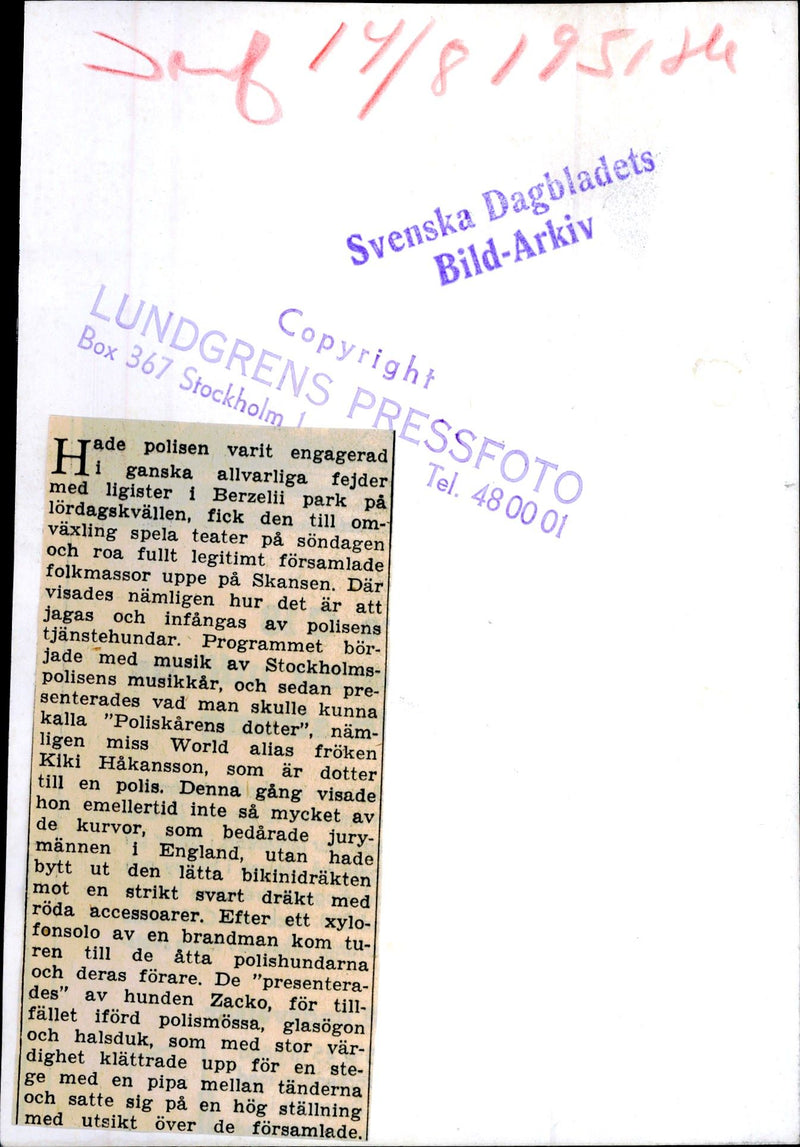 14/8 1951
Svenska Dagbladets
Bild-Arkiv
Copyright
LUNDGRENS PRESSFOTO
Box 367 Stockholm 1
Tel. 48 00 01
Hade polisen varit engagerad
i ganska allvarliga fejder
med ligister i Berzelii park på
lördagskvällen, fick den till om-
växling spela teater på söndagen
och roa fullt legitimt församlade
folkmassor uppe på Skansen. Där
visades nämligen hur det är att
jagas och infångas av polisens
tjänstehundar. Programmet bör-
jade med musik av Stockholms-
polisens musikkår, och sedan pre-
senterades vad man skulle kunna
kalla "Poliskårens dotter", näm-
ligen miss World alias fröken
Kiki Håkansson, som är dotter
till en polis. Denna gång visade
hon emellertid inte så mycket av
de kurvor, som bedårade jury-
männen i England, utan hade
bytt ut den lätta bikinidräkten
mot en strikt svart dräkt med
röda accessoarer. Efter ett xylo-
fonsolo av en brandman kom tu-
ren till de åtta polishundarna
och deras förare. De "presentera-
des" av hunden Zacko, för till-
fället iförd polismössa, glasögon
och halsduk, som med stor vär-
dighet klättrade upp för en ste-
ge med en pipa mellan tänderna
och satte sig på en hög ställning
med utsikt över de församlade.